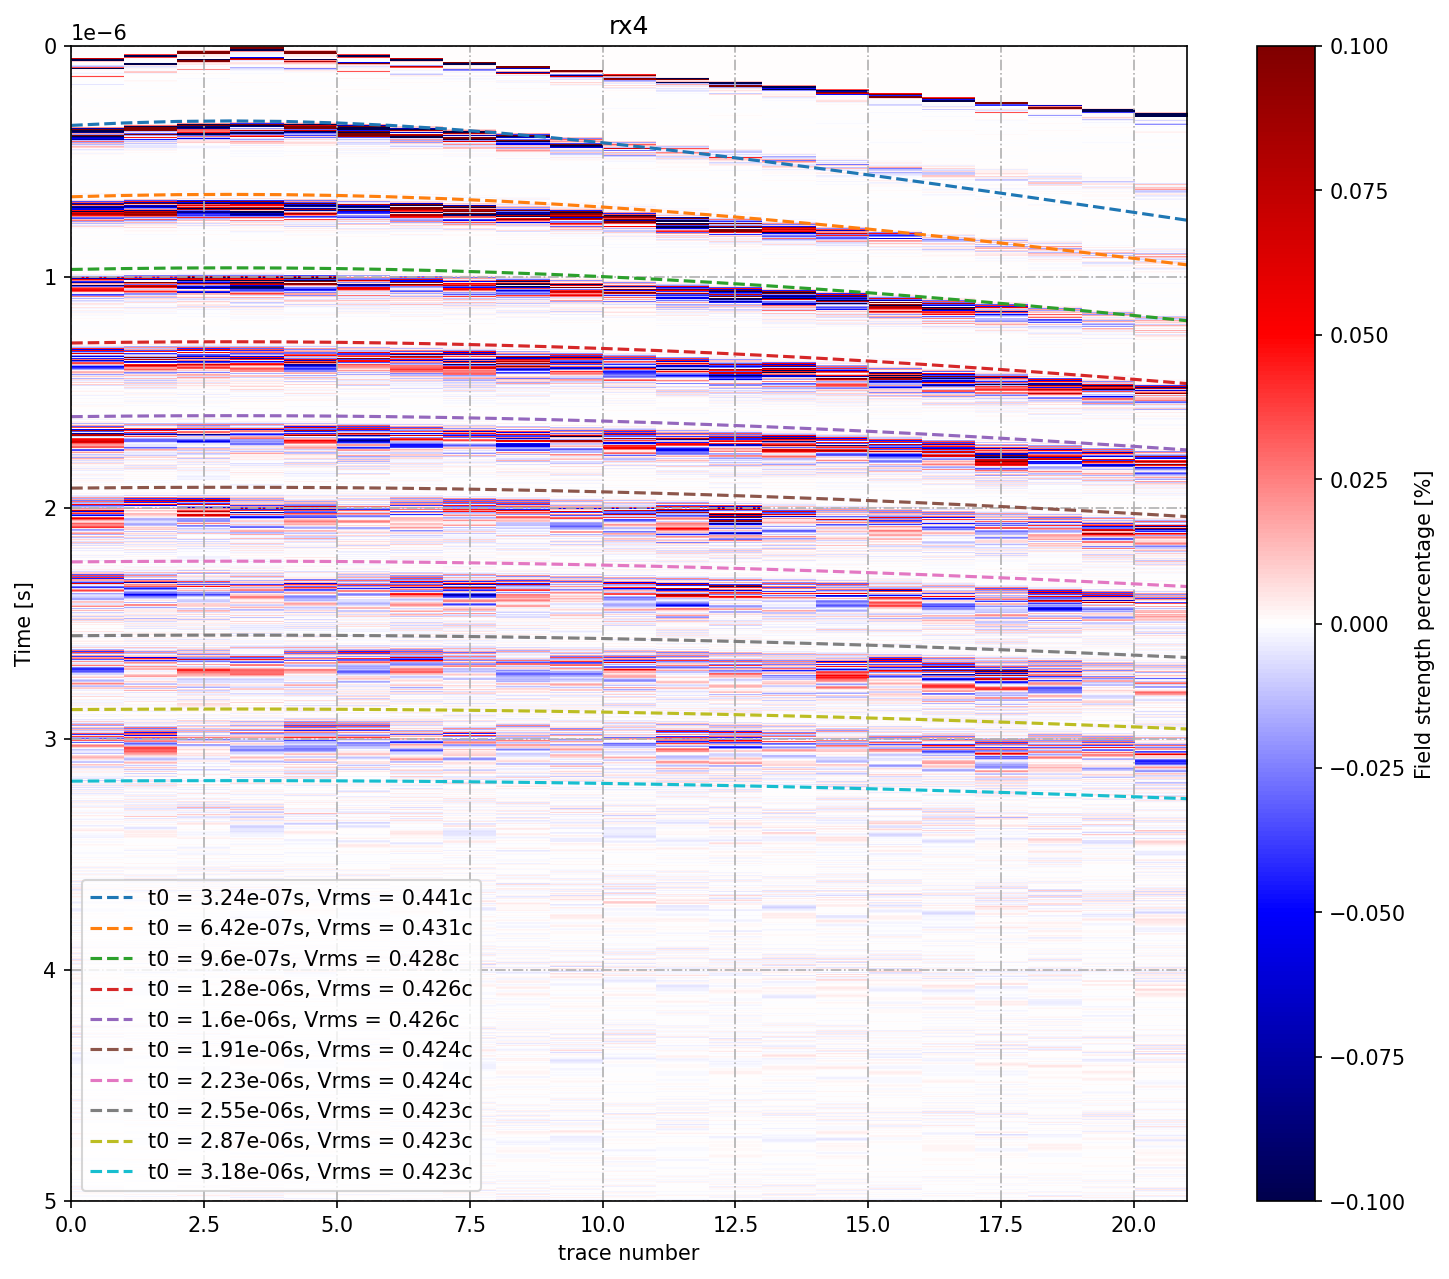 rx4
1e−6
0
1
2
3
4
5
Time [s]
0.0
2.5
5.0
7.5
10.0
12.5
15.0
17.5
20.0
trace number
t0 = 3.24e-07s, Vrms = 0.441c
t0 = 6.42e-07s, Vrms = 0.431c
t0 = 9.6e-07s, Vrms = 0.428c
t0 = 1.28e-06s, Vrms = 0.426c
t0 = 1.6e-06s, Vrms = 0.426c
t0 = 1.91e-06s, Vrms = 0.424c
t0 = 2.23e-06s, Vrms = 0.424c
t0 = 2.55e-06s, Vrms = 0.423c
t0 = 2.87e-06s, Vrms = 0.423c
t0 = 3.18e-06s, Vrms = 0.423c
0.100
0.075
0.050
0.025
0.000
−0.025
−0.050
−0.075
−0.100
Field strength percentage [%]